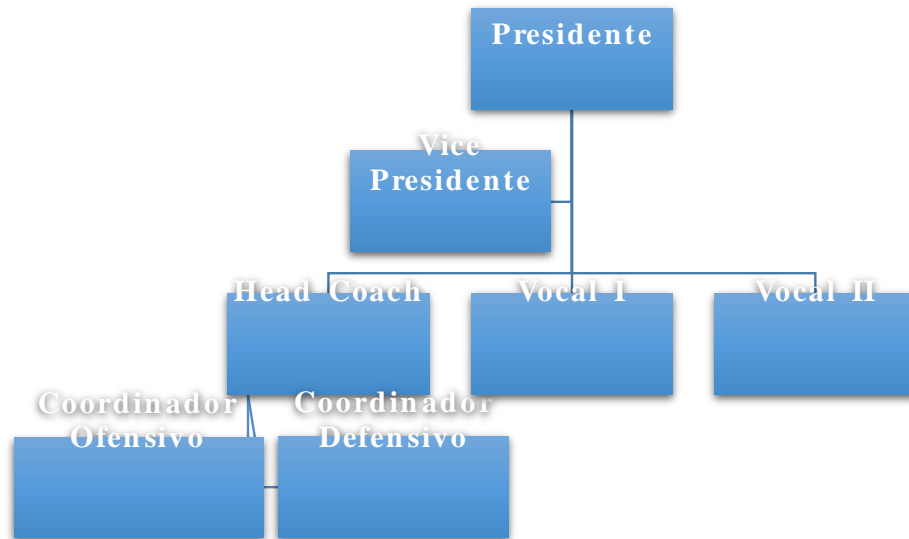 Presidente
Vice
Presidente
Head Coach
Vocal I
Vocal II
Coordinador
Ofensivo
Coordinador
Defensivo